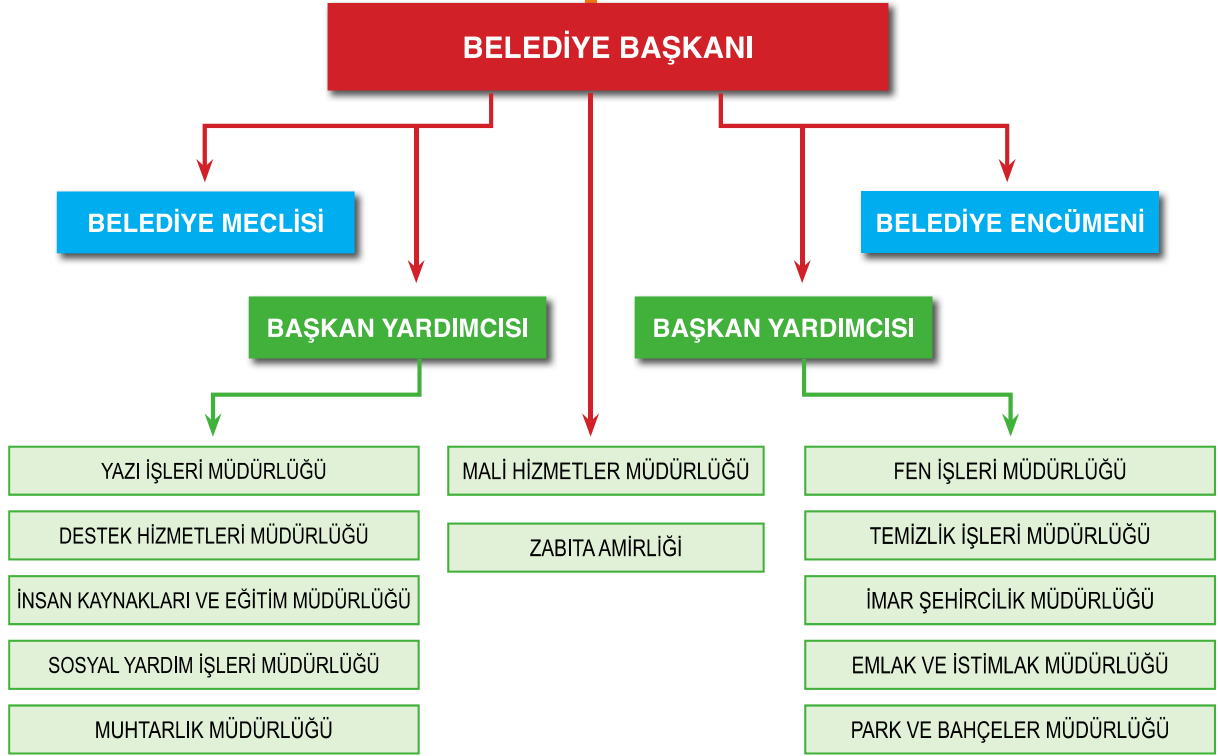 BELEDİYE BAŞKANI
BELEDİYE MECLİSİ
BELEDİYE ENCÜMENİ
BAŞKAN YARDIMCISI
BAŞKAN YARDIMCISI
YAZI İŞLERİ MÜDÜRLÜĞÜ
DESTEK HİZMETLERİ MÜDÜRLÜĞÜ
İNSAN KAYNAKLARI VE EĞİTİM MÜDÜRLÜĞÜ
SOSYAL YARDIM İŞLERİ MÜDÜRLÜĞÜ
MUHTARLIK MÜDÜRLÜĞÜ
MALİ HİZMETLER MÜDÜRLÜĞÜ
ZABITA AMİRLİĞİ
FEN İŞLERİ MÜDÜRLÜĞÜ
TEMİZLİK İŞLERİ MÜDÜRLÜĞÜ
İMAR ŞEHİRCİLİK MÜDÜRLÜĞÜ
EMLAK VE İSTİMLAK MÜDÜRLÜĞÜ
PARK VE BAHÇELER MÜDÜRLÜĞÜ